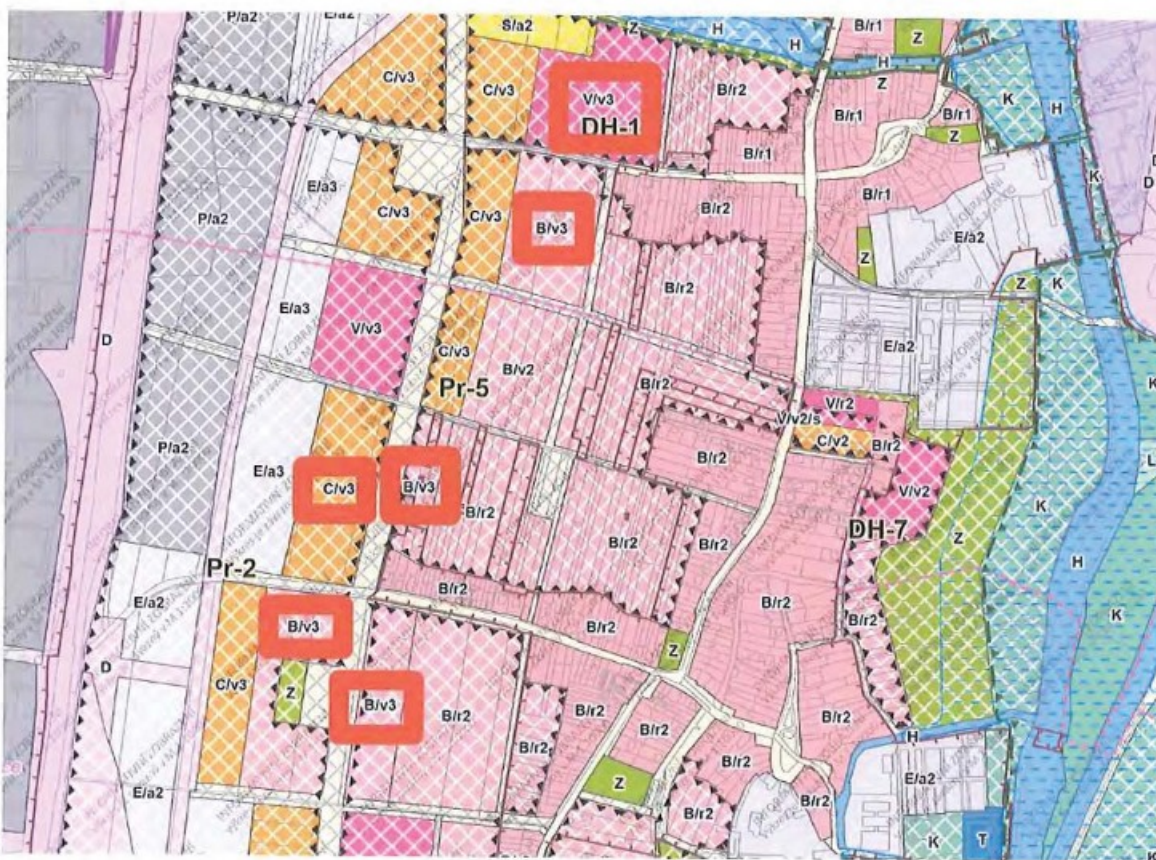 P/a2
E/a2
S/a2
Z
H
H
B/r1
Z
C/v3
C/v3
V/v3
DH-1
B/r2
H
Z
K
H
B/r1
B/r1
Z
B/r1
K
P/a2
E/a3
C/v3
C/v3
B/v3
B/r2
B/r1
E/a2
Z
Z
K
E/a3
V/v3
B/r2
C/v3
Pr-5
B/v2
B/r2
E/a2
V/r2
V/v2/s
C/v2
B/r2
D
P/a2
E/a3
C/v3
B/v3
B/r2
B/r2
V/v2
K
L
DH-7
B/r2
B/r2
Z
K
H
Pr-2
E/a2
B/v3
B/r2
B/r2
B/r2
K
D
C/v3
Z
B/v3
B/r2
B/r2
Z
B/r2
B/r2
H
E/a2
B/r2
B/r2
Z
B/r2
B/r2
E/a2
K
T